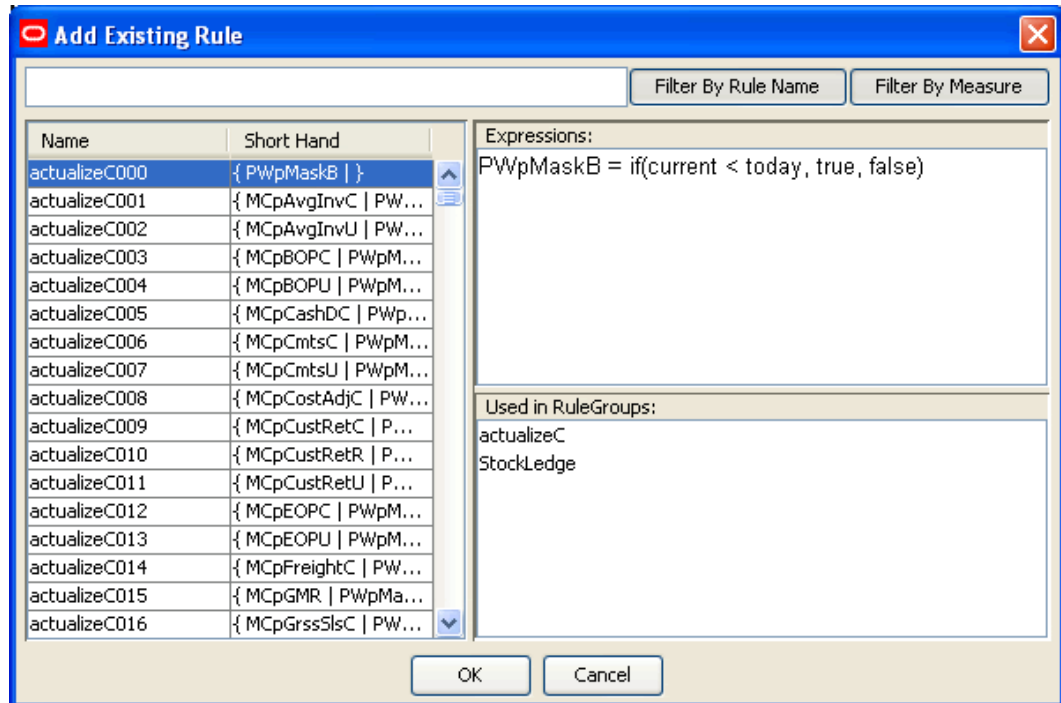 Add Existing Rule
Filter By Rule Name Filter By Measure
Name Short Hand
actualizeC000 { PWpMaskB | }
actualizeC001 { MCpAvgInvC | PW...
actualizeC002 { MCpAvgInvU | PW...
actualizeC003 { MCpBOPC | PWpM...
actualizeC004 { MCpBOPU | PWpM...
actualizeC005 { MCpCashDC | PWp...
actualizeC006 { MCpCmtsC | PWpM...
actualizeC007 { MCpCmtsU | PWpM...
actualizeC008 { MCpCostAdjC | PW...
actualizeC009 { MCpCustRetC | P...
actualizeC010 { MCpCustRetR | P...
actualizeC011 { MCpCustRetU | P...
actualizeC012 { MCpEOPC | PWpM...
actualizeC013 { MCpEOPU | PWpM...
actualizeC014 { MCpFreightC | PW...
actualizeC015 { MCpGMR | PWpMa...
actualizeC016 { MCpGrssSlsC | PW...
Expressions:
PWpMaskB = if(current < today, true, false)
Used in RuleGroups:
actualizeC
StockLedge
OK Cancel